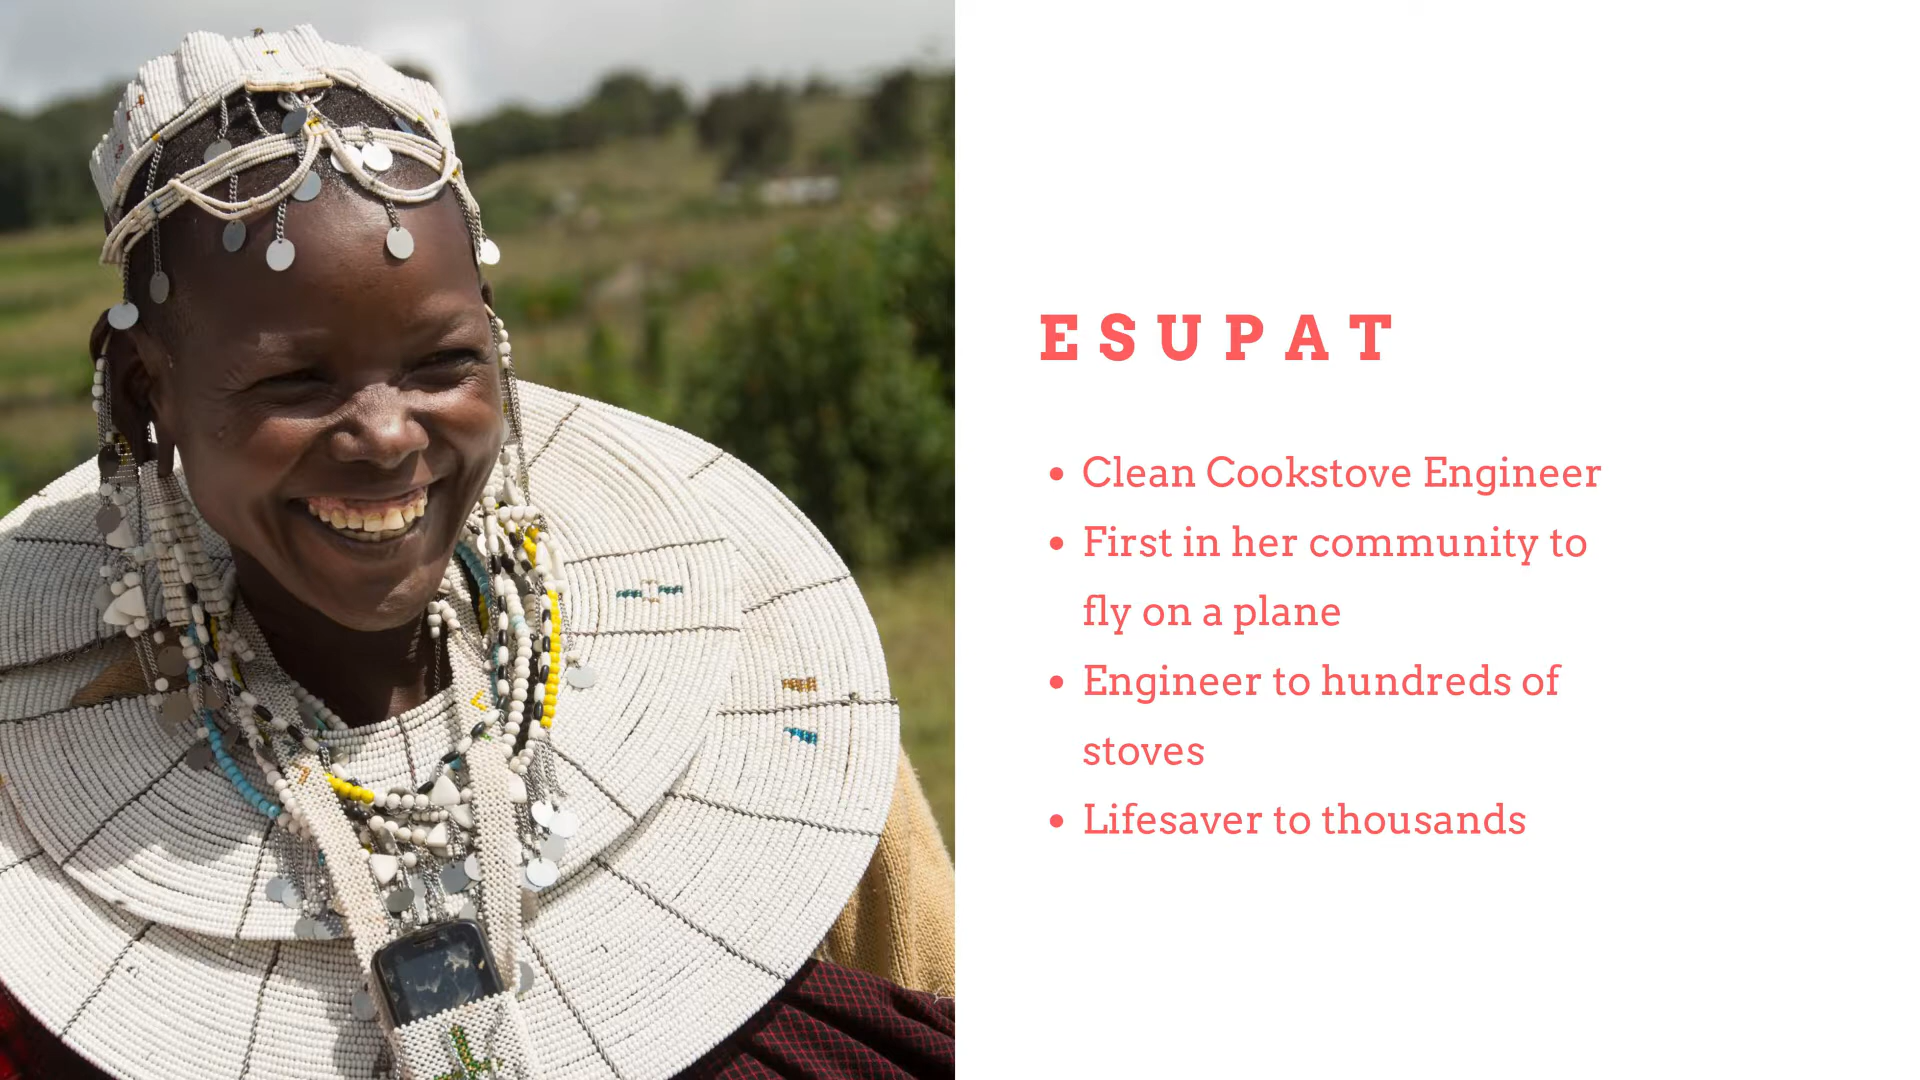 ESUPAT
• Clean Cookstove Engineer
• First in her community to
fly on a plane
• Engineer to hundreds of
stoves
• Lifesaver to thousands